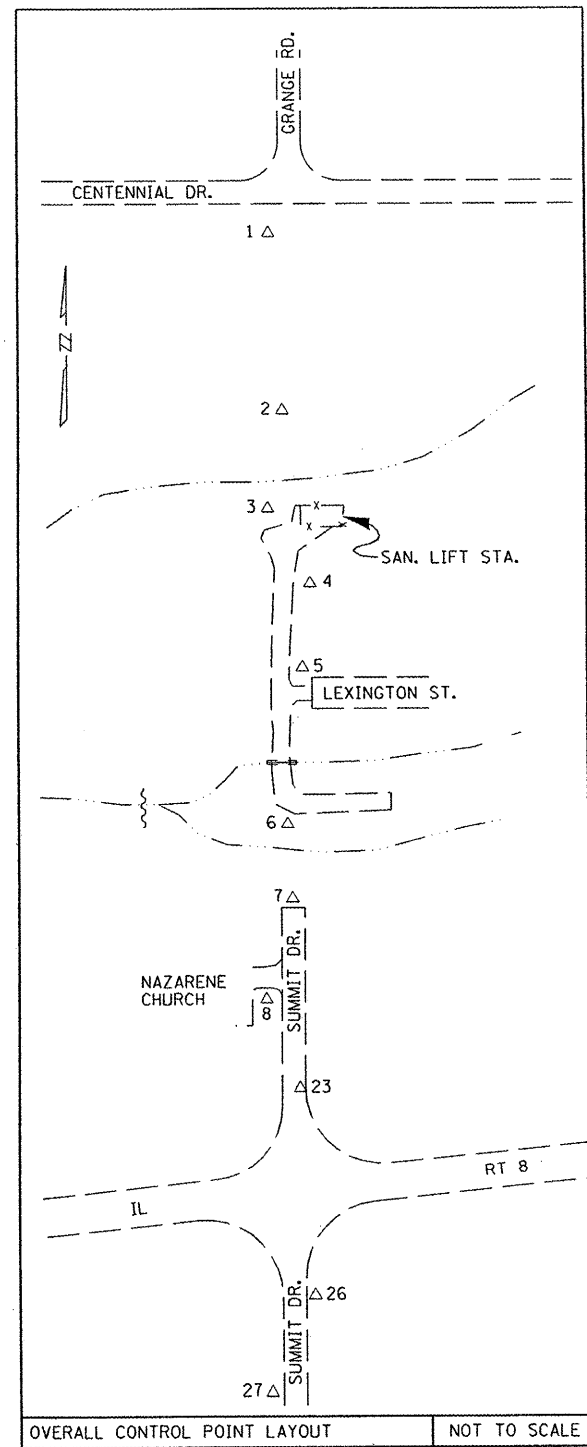 GRANGE RD.
CENTENNIAL DR.
1
N
2
3
SAN. LIFT STA.
4
5
LEXINGTON ST.
6
7
SUMMIT DR.
NAZARENE
CHURCH
8
23
RT 8
IL
SUMMIT DR.
26
27
OVERALL CONTROL POINT LAYOUT
NOT TO SCALE